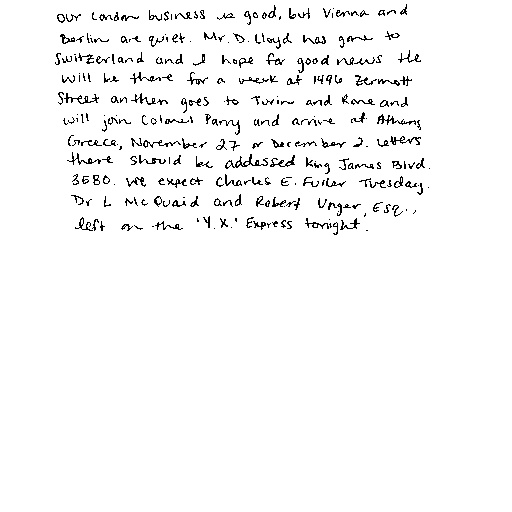 Our London business is good, but Vienna and
Berlin are quiet. Mr. D. Lloyd has gone to
Switzerland and I hope for good news. He
will be there for a week at 1496 Zermott
Street an then goes to Turin and Rome and
will join Colonel Parry and arrive at Athens,
Greece, November 27 or December 2. Letters
there should be addessed King James Blvd.
3580. We expect Charles E. Fuller Tuesday.
Dr L McQuaid and Robert Unger, Esq.,
left on the 'Y.X.' Express tonight.